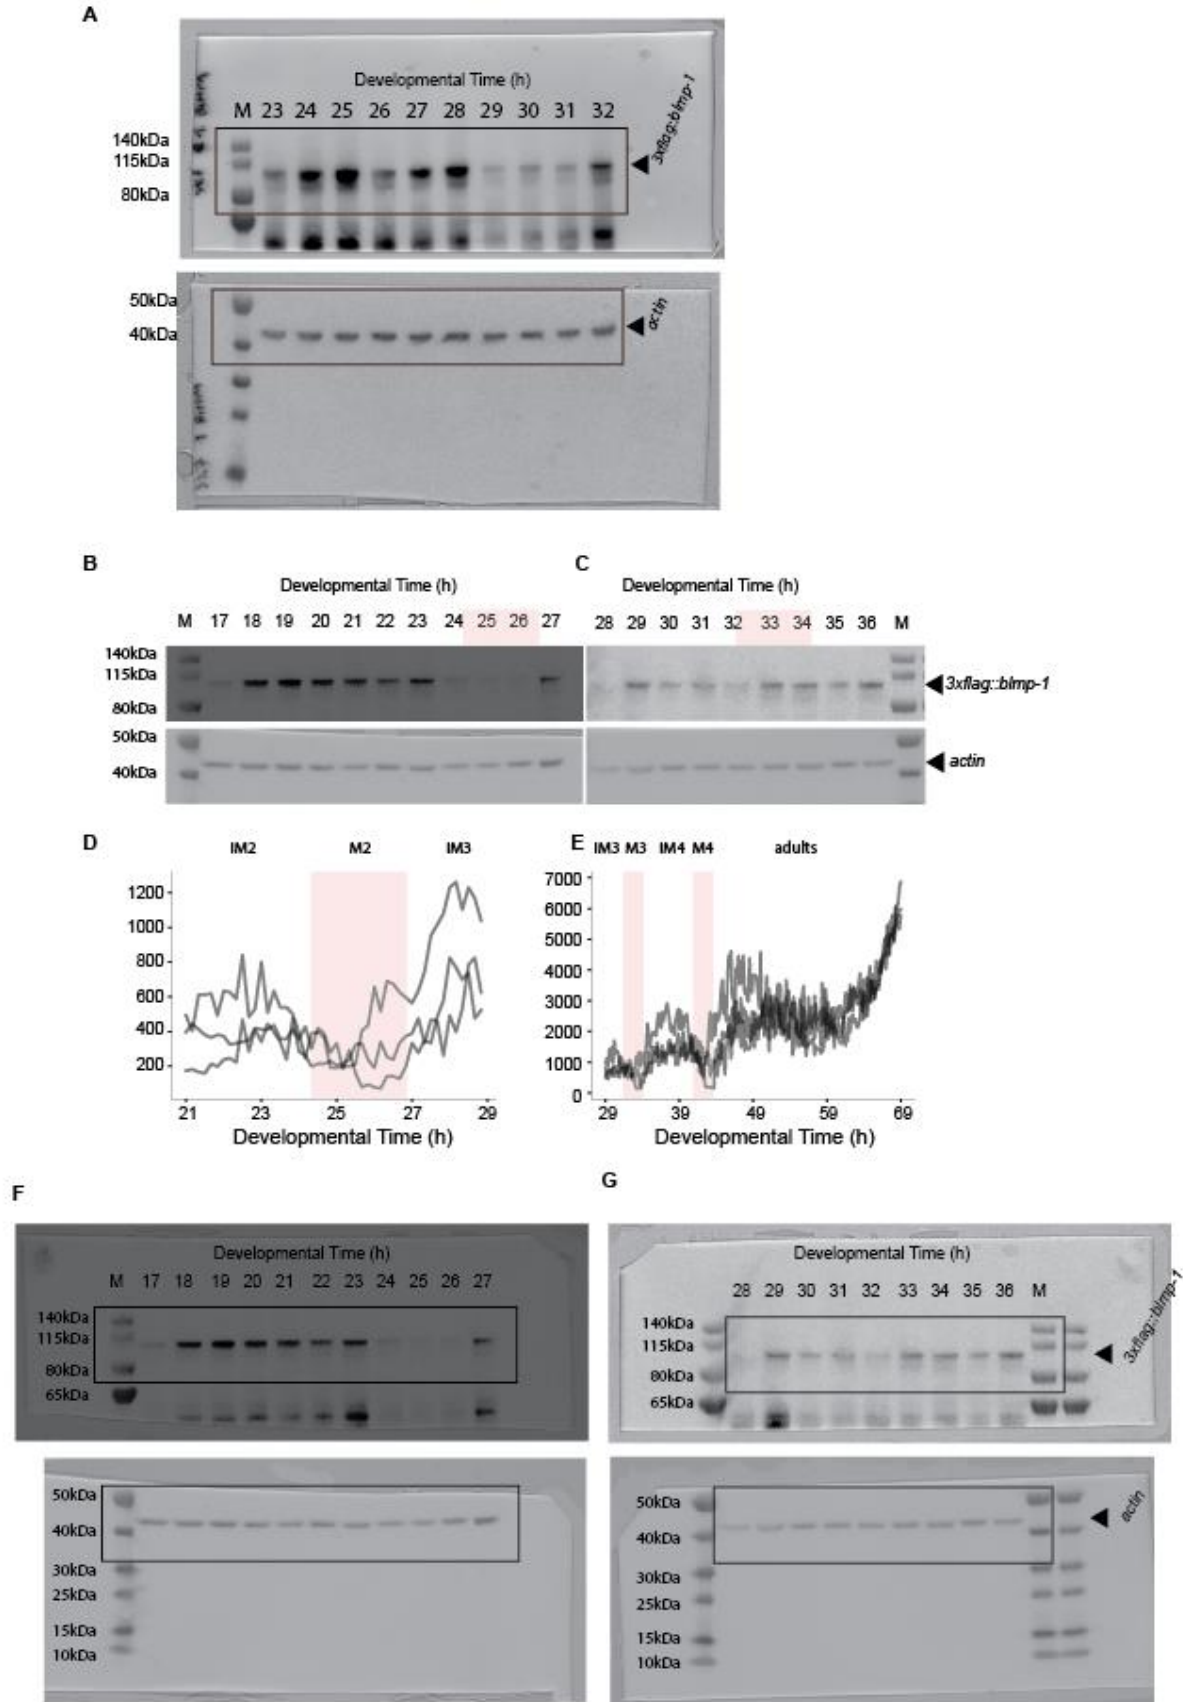 A
Developmental Time (h)
M 23 24 25 26 27 28 29 30 31 32
140kDa
115kDa
80kDa
3xflag::blmp-1
50kDa
40kDa
actin
B
Developmental Time (h)
M 17 18 19 20 21 22 23 24 25 26 27
C
Developmental Time (h)
28 29 30 31 32 33 34 35 36 M
140kDa
115kDa
80kDa
3xflag::blmp-1
50kDa
40kDa
actin
D
IM2 M2 IM3
1200
1000
800
600
400
200
21 23 25 27 29
Developmental Time (h)
E
IM3 M3 IM4 M4 adults
7000
6000
5000
4000
3000
2000
1000
0
29 39 49 59 69
Developmental Time (h)
F
Developmental Time (h)
M 17 18 19 20 21 22 23 24 25 26 27
140kDa
115kDa
80kDa
65kDa
50kDa
40kDa
30kDa
25kDa
15kDa
10kDa
G
Developmental Time (h)
28 29 30 31 32 33 34 35 36 M
140kDa
115kDa
80kDa
65kDa
3xflag::blmp-1
50kDa
40kDa
30kDa
25kDa
15kDa
10kDa
actin